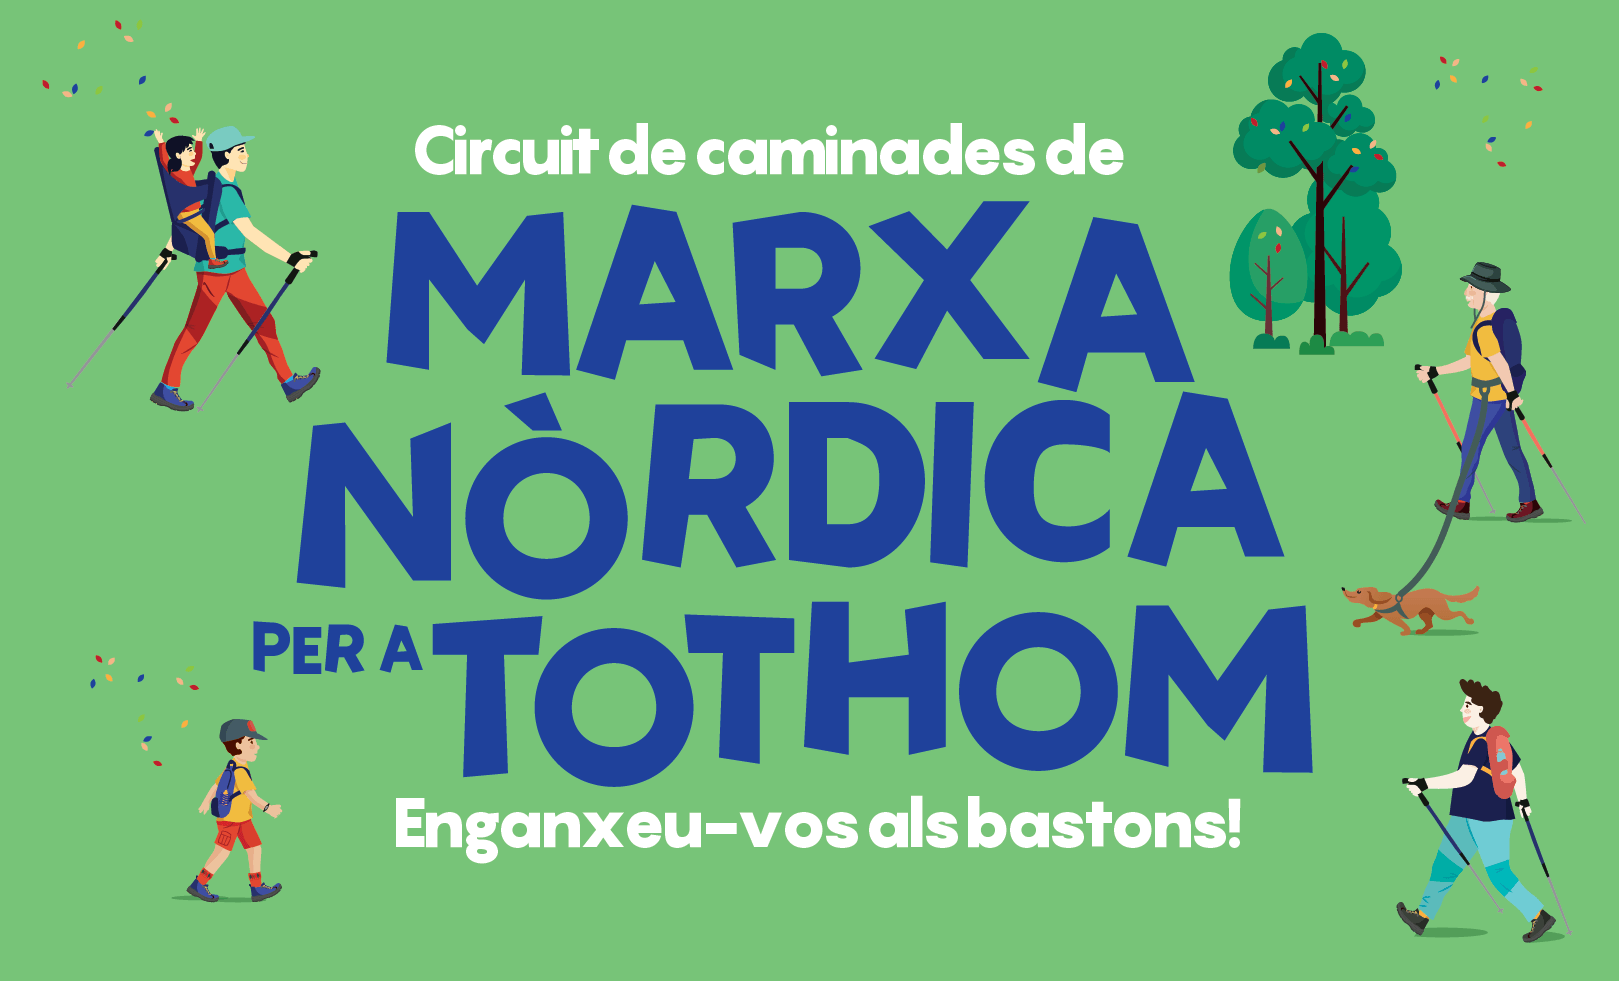 Circuit de caminades de
MARXA
NÒRDICA
PER A TOTHOM
Enganxeu-vos als bastons!